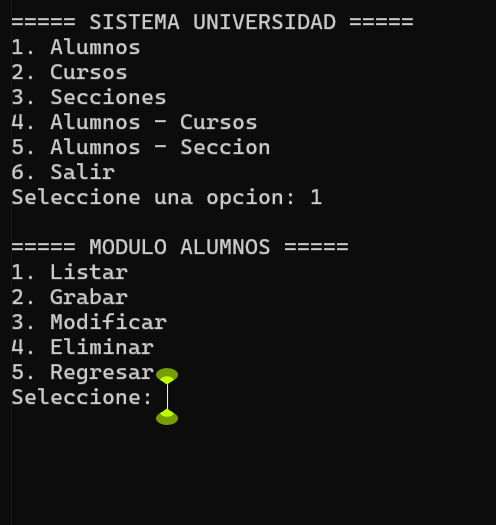 ===== SISTEMA UNIVERSIDAD =====
1. Alumnos
2. Cursos
3. Secciones
4. Alumnos - Cursos
5. Alumnos - Seccion
6. Salir
Seleccione una opcion: 1

===== MODULO ALUMNOS =====
1. Listar
2. Grabar
3. Modificar
4. Eliminar
5. Regresar
Seleccione: